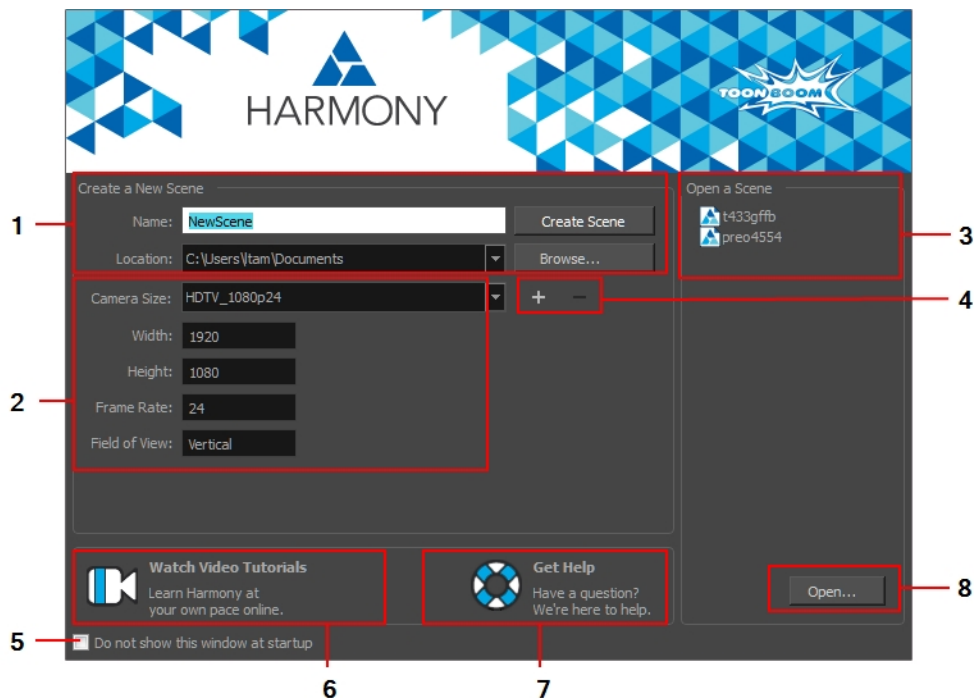 HARMONY
TOON BOOM
Create a New Scene
Name: NewScene Create Scene
Location: C:\Users\ltam\Documents Browse...
Camera Size: HDTV_1080p24 + −
Width: 1920
Height: 1080
Frame Rate: 24
Field of View: Vertical
Open a Scene
t433gffb
preo4554
Watch Video Tutorials
Learn Harmony at
your own pace online.
Get Help
Have a question?
We're here to help.
Open...
Do not show this window at startup
1
2
3
4
5
6
7
8